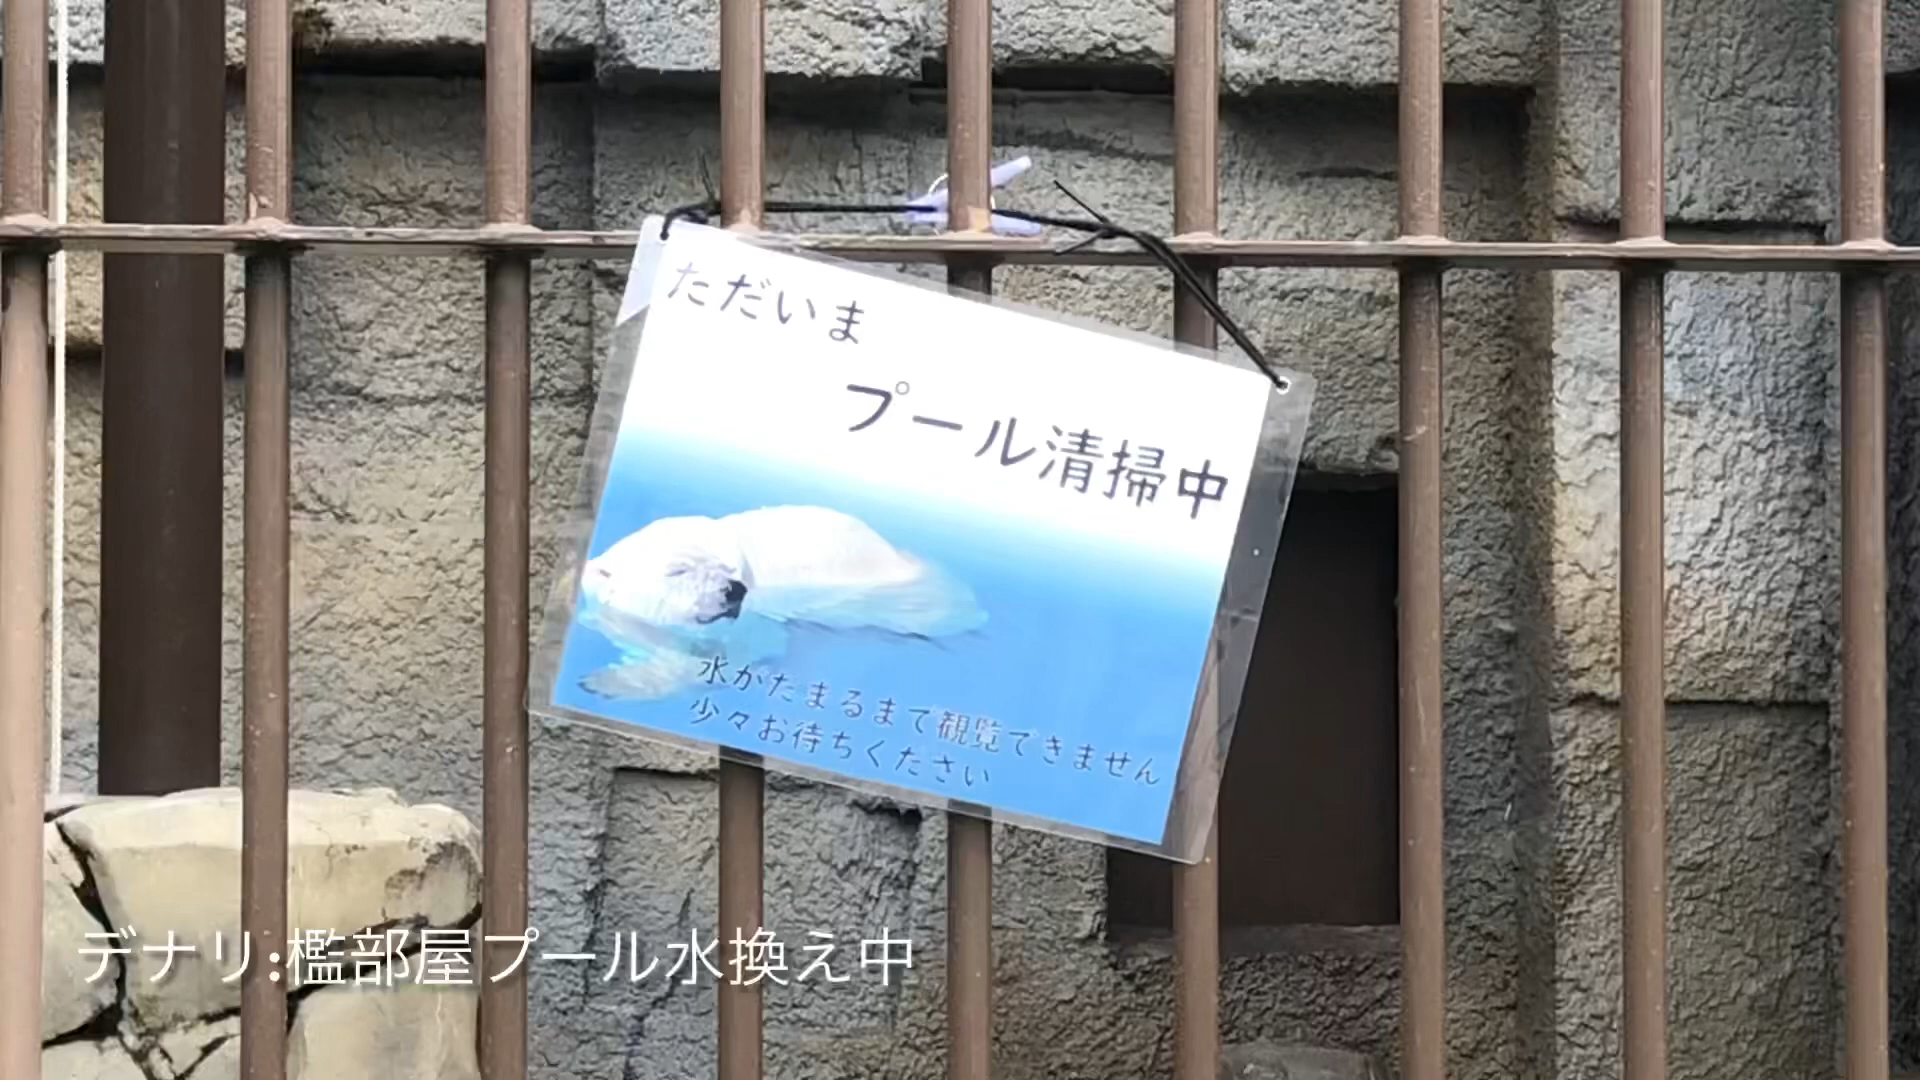 ただいま
プール清掃中
水がたまるまで観覧できません
少々お待ちください
デナリ:檻部屋プール水換え中